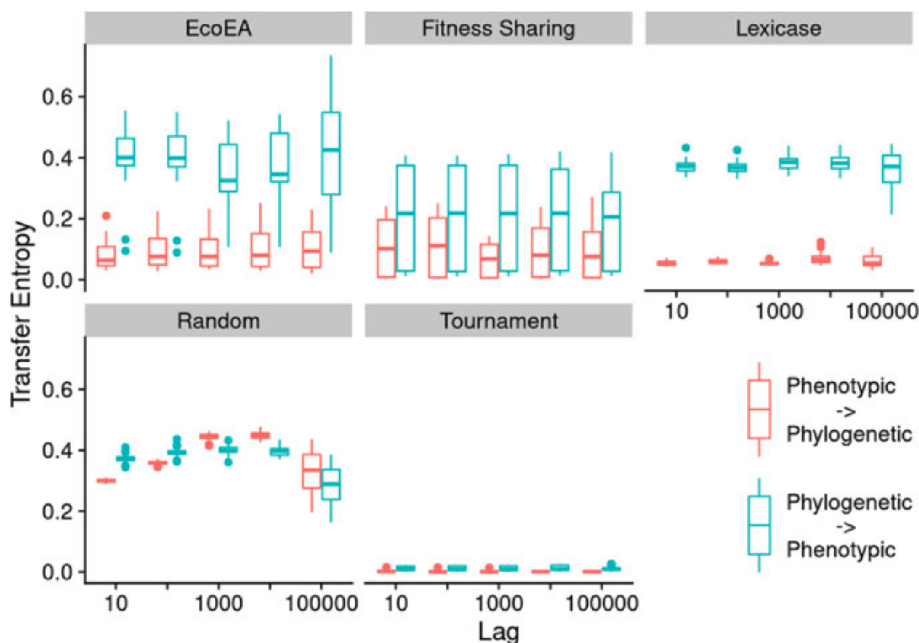 EcoEA
Fitness Sharing
Lexicase
0.6
0.4
0.2
0.0
10
1000
100000
Random
Tournament
0.6
0.4
0.2
0.0
10
1000
100000
10
1000
100000
Transfer Entropy
Lag
Phenotypic
->
Phylogenetic
Phylogenetic
->
Phenotypic